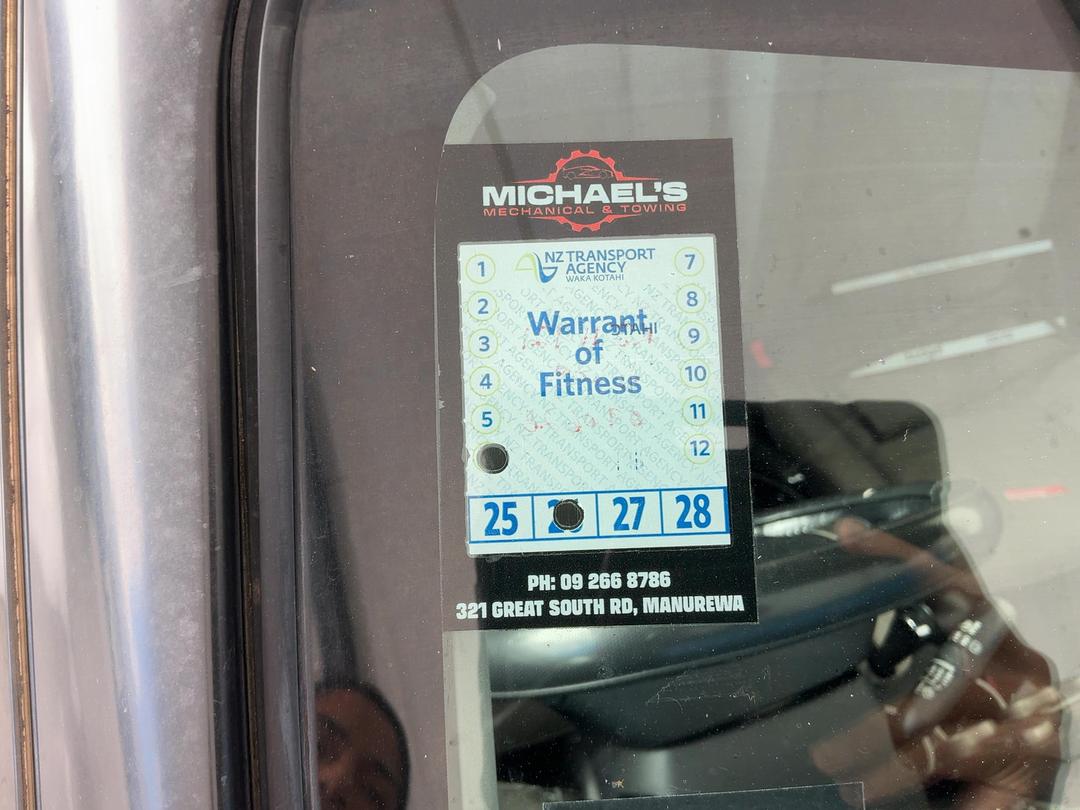 MICHAEL'S
MECHANICAL & TOWING
NZ TRANSPORT
AGENCY
WAKA KOTAHI
1
2
3
4
5
7
8
9
10
11
12
Warrant
of
Fitness
25 27 28
PH: 09 266 8786
321 GREAT SOUTH RD, MANUREWA